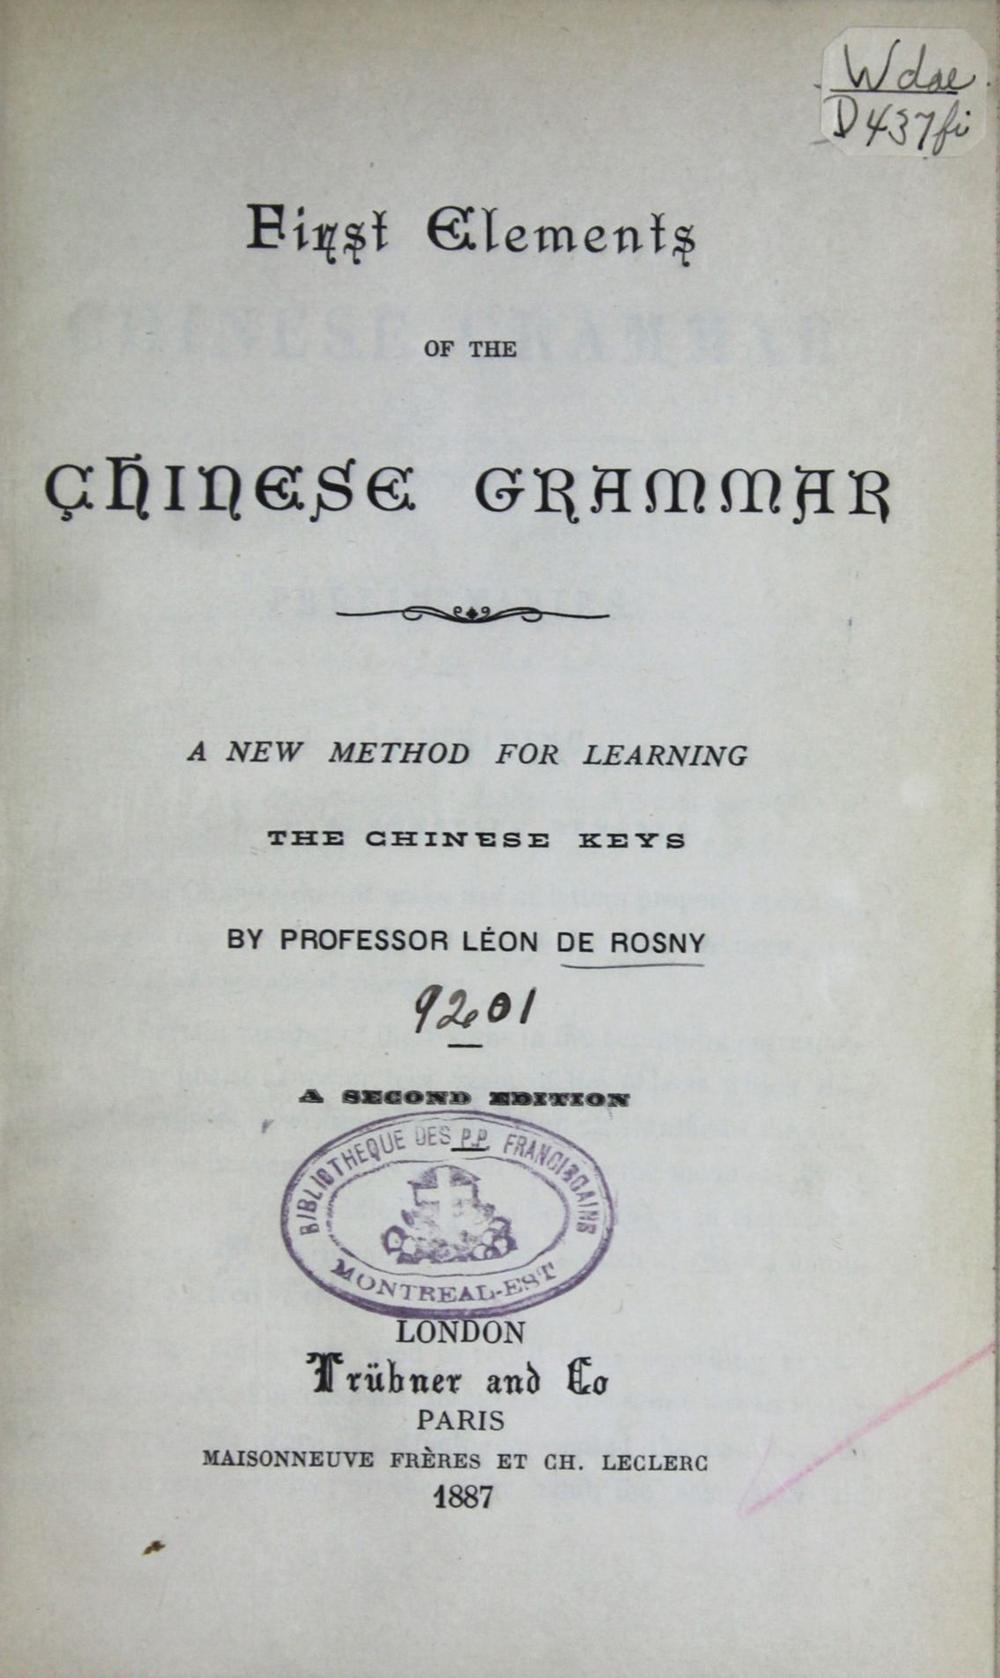 Wdae
D437fi
First Elements
OF THE
CHINESE GRAMMAR
A NEW METHOD FOR LEARNING
THE CHINESE KEYS
BY PROFESSOR LÉON DE ROSNY
9201
A SECOND EDITION
BIBLIOTHEQUE DES P.P. FRANCISCAINS
MONTREAL-EST
LONDON
Trübner and Co
PARIS
MAISONNEUVE FRÈRES ET CH. LECLERC
1887